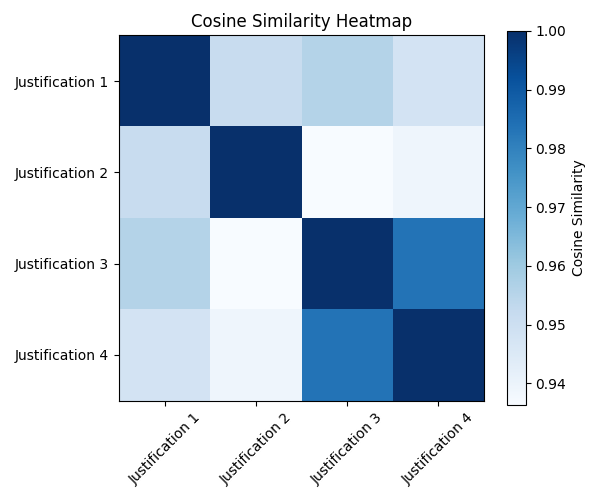 Cosine Similarity Heatmap
Justification 1
Justification 2
Justification 3
Justification 4
Justification 1
Justification 2
Justification 3
Justification 4
1.00
0.99
0.98
0.97
0.96
0.95
0.94
Cosine Similarity